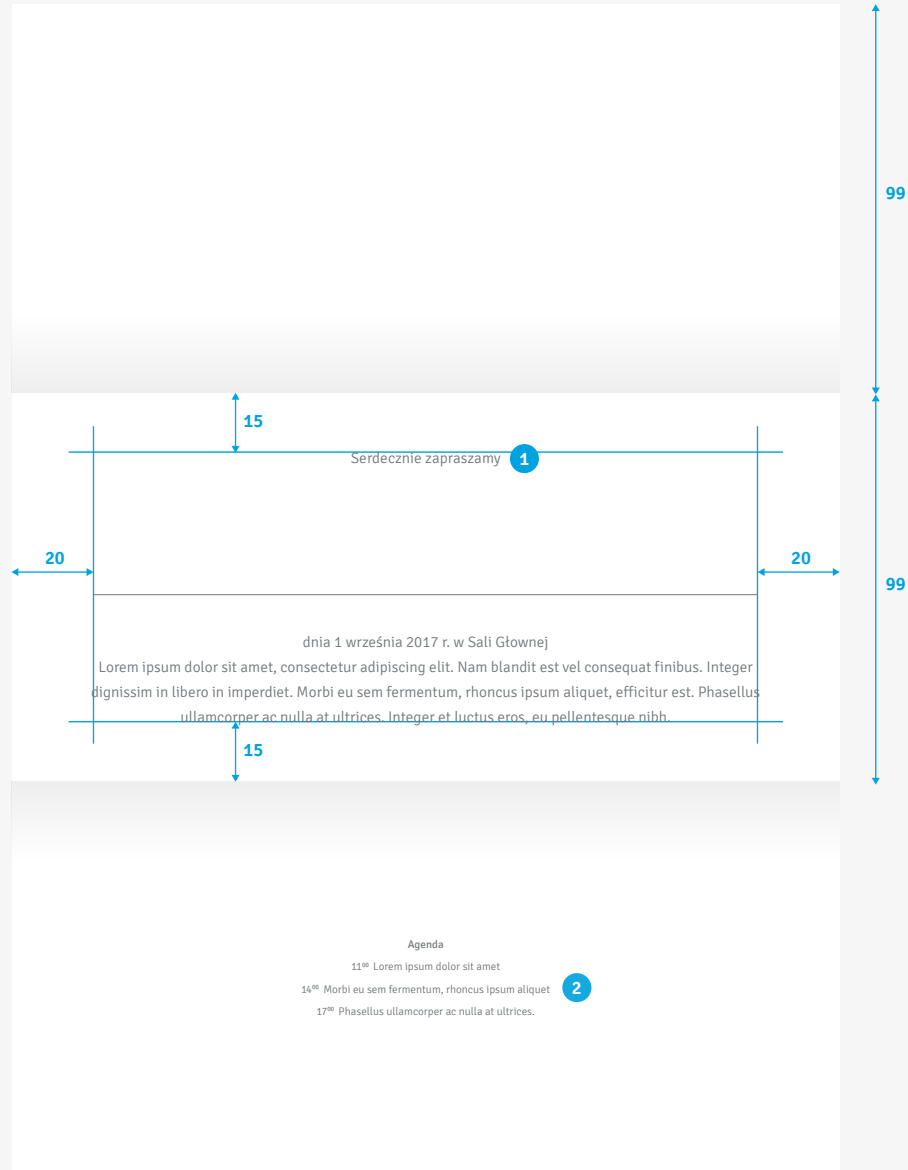 99
15
Serdecznie zapraszamy 1
20
20
99
dnia 1 września 2017 r. w Sali Głownej
Lorem ipsum dolor sit amet, consectetur adipiscing elit. Nam blandit est vel consequat finibus. Integer
dignissim in libero in imperdiet. Morbi eu sem fermentum, rhoncus ipsum aliquet, efficitur est. Phasellus
ullamcorper ac nulla at ultrices. Integer et luctus eros, eu pellentesque nibh.
15
Agenda
11⁰⁰ Lorem ipsum dolor sit amet
14⁰⁰ Morbi eu sem fermentum, rhoncus ipsum aliquet 2
17⁰⁰ Phasellus ullamcorper ac nulla at ultrices.